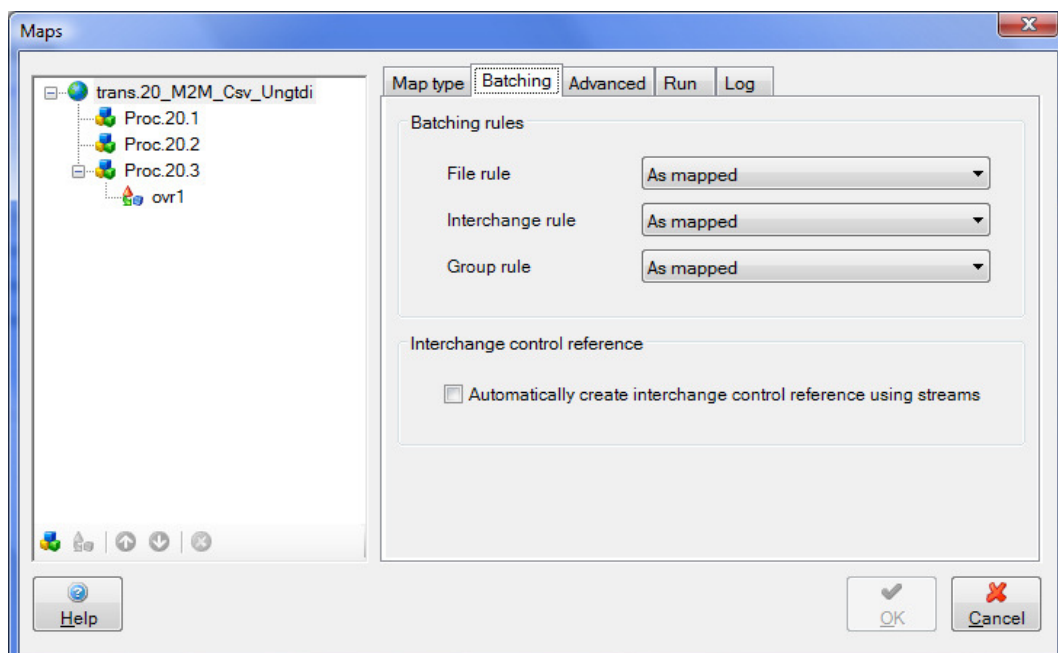 Maps
trans.20_M2M_Csv_Ungtdi
Proc.20.1
Proc.20.2
Proc.20.3
ovr1
Map type Batching Advanced Run Log
Batching rules
File rule As mapped
Interchange rule As mapped
Group rule As mapped
Interchange control reference
Automatically create interchange control reference using streams
Help
OK
Cancel